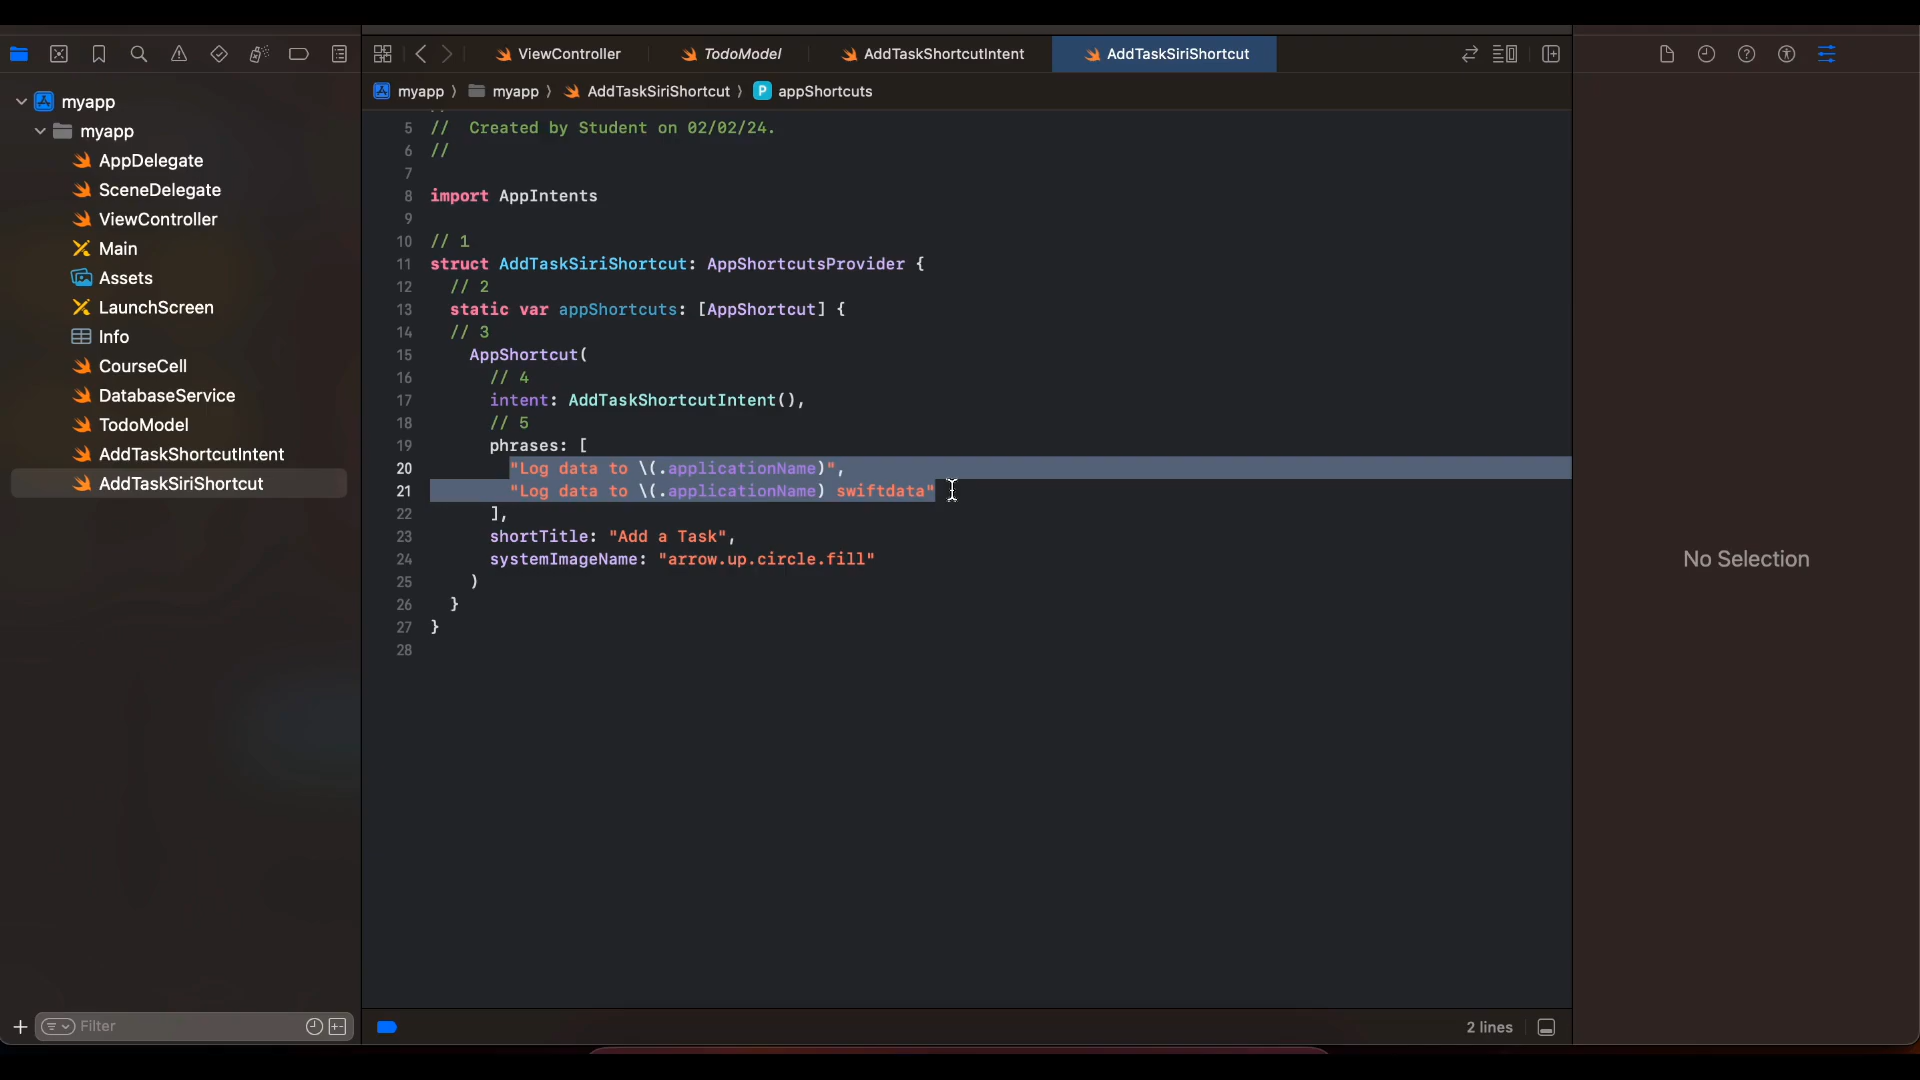 ViewController
TodoModel
AddTaskShortcutIntent
AddTaskSiriShortcut
myapp
myapp
AppDelegate
SceneDelegate
ViewController
Main
Assets
LaunchScreen
Info
CourseCell
DatabaseService
TodoModel
AddTaskShortcutIntent
AddTaskSiriShortcut
Filter
myapp 〉 myapp 〉 AddTaskSiriShortcut 〉 P appShortcuts
5 //  Created by Student on 02/02/24.
6 //
7
8 import AppIntents
9
10 // 1
11 struct AddTaskSiriShortcut: AppShortcutsProvider {
12   // 2
13   static var appShortcuts: [AppShortcut] {
14   // 3
15     AppShortcut(
16       // 4
17       intent: AddTaskShortcutIntent(),
18       // 5
19       phrases: [
20         "Log data to \(.applicationName)",
21         "Log data to \(.applicationName) swiftdata"
22       ],
23       shortTitle: "Add a Task",
24       systemImageName: "arrow.up.circle.fill"
25     )
26   }
27 }
28
2 lines
No Selection